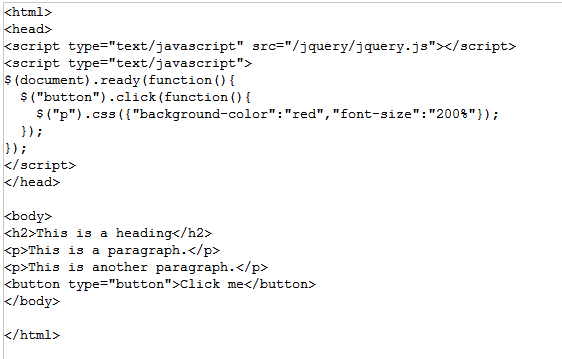 <html>
<head>
<script type="text/javascript" src="/jquery/jquery.js"></script>
<script type="text/javascript">
$(document).ready(function(){
  $("button").click(function(){
    $("p").css({"background-color":"red","font-size":"200%"});
  });
});
</script>
</head>

<body>
<h2>This is a heading</h2>
<p>This is a paragraph.</p>
<p>This is another paragraph.</p>
<button type="button">Click me</button>
</body>

</html>